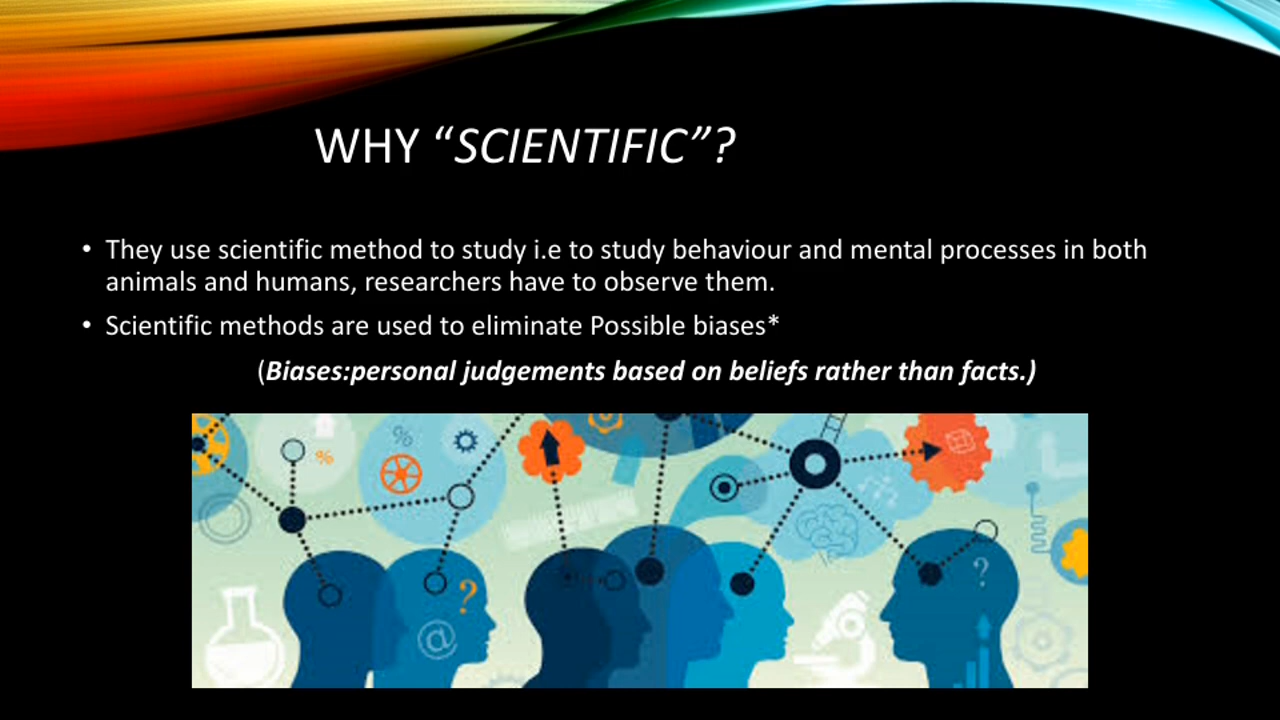 WHY “SCIENTIFIC”?
• They use scientific method to study i.e to study behaviour and mental processes in both
animals and humans, researchers have to observe them.
• Scientific methods are used to eliminate Possible biases*
(Biases:personal judgements based on beliefs rather than facts.)
%
%
?
@
?